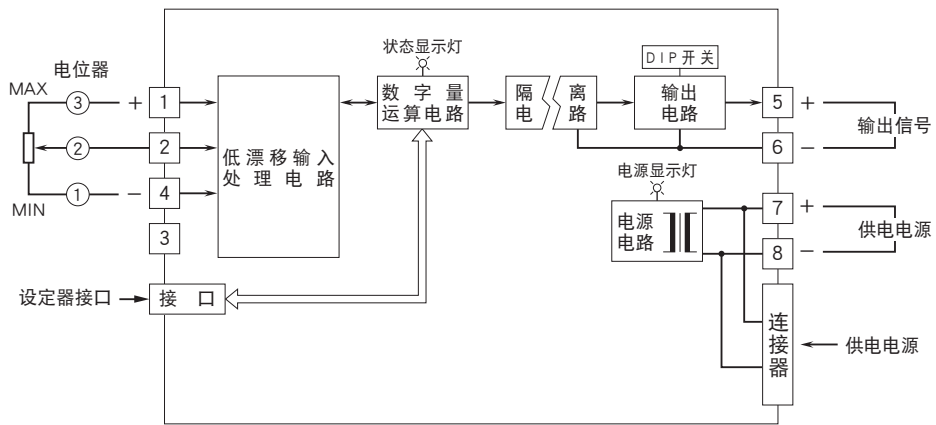 状态显示灯
电位器
DIP开关
MAX
③
+
1
数字量
运算电路
隔 离
电 路
输出
电路
5
+
输出信号
②
2
低漂移输入
处理电路
6
−
①
−
4
MIN
3
电源显示灯
电源
电路
7
+
供电电源
8
−
设定器接口
接 口
连接器
供电电源